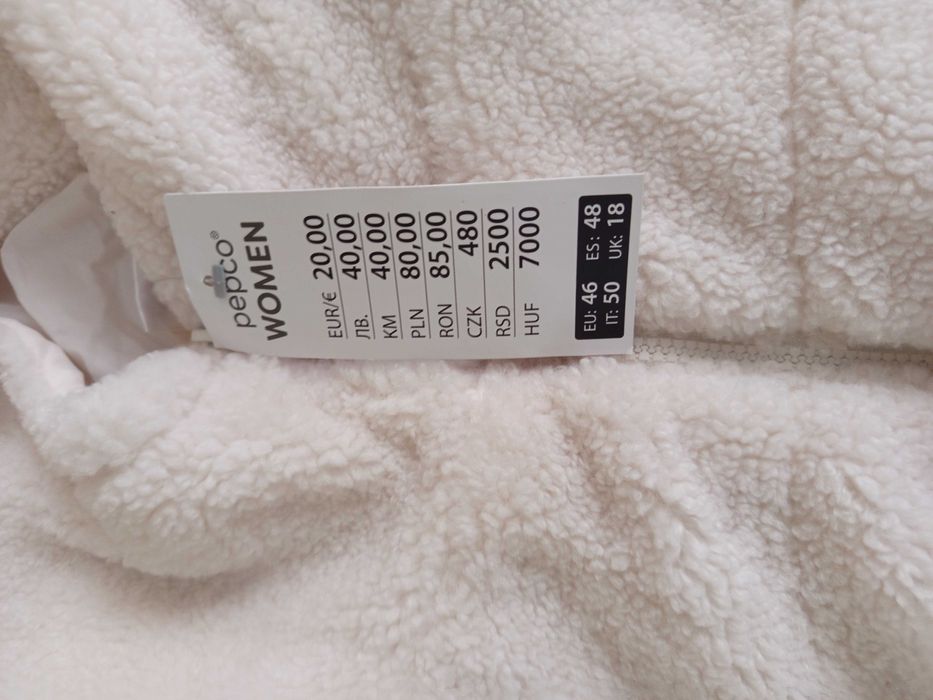 pepco®
WOMEN
EUR/€ 20,00
ЛВ. 40,00
KM 40,00
PLN 80,00
RON 85,00
CZK 480
RSD 2500
HUF 7000
EU: 46 ES: 48
IT: 50 UK: 18